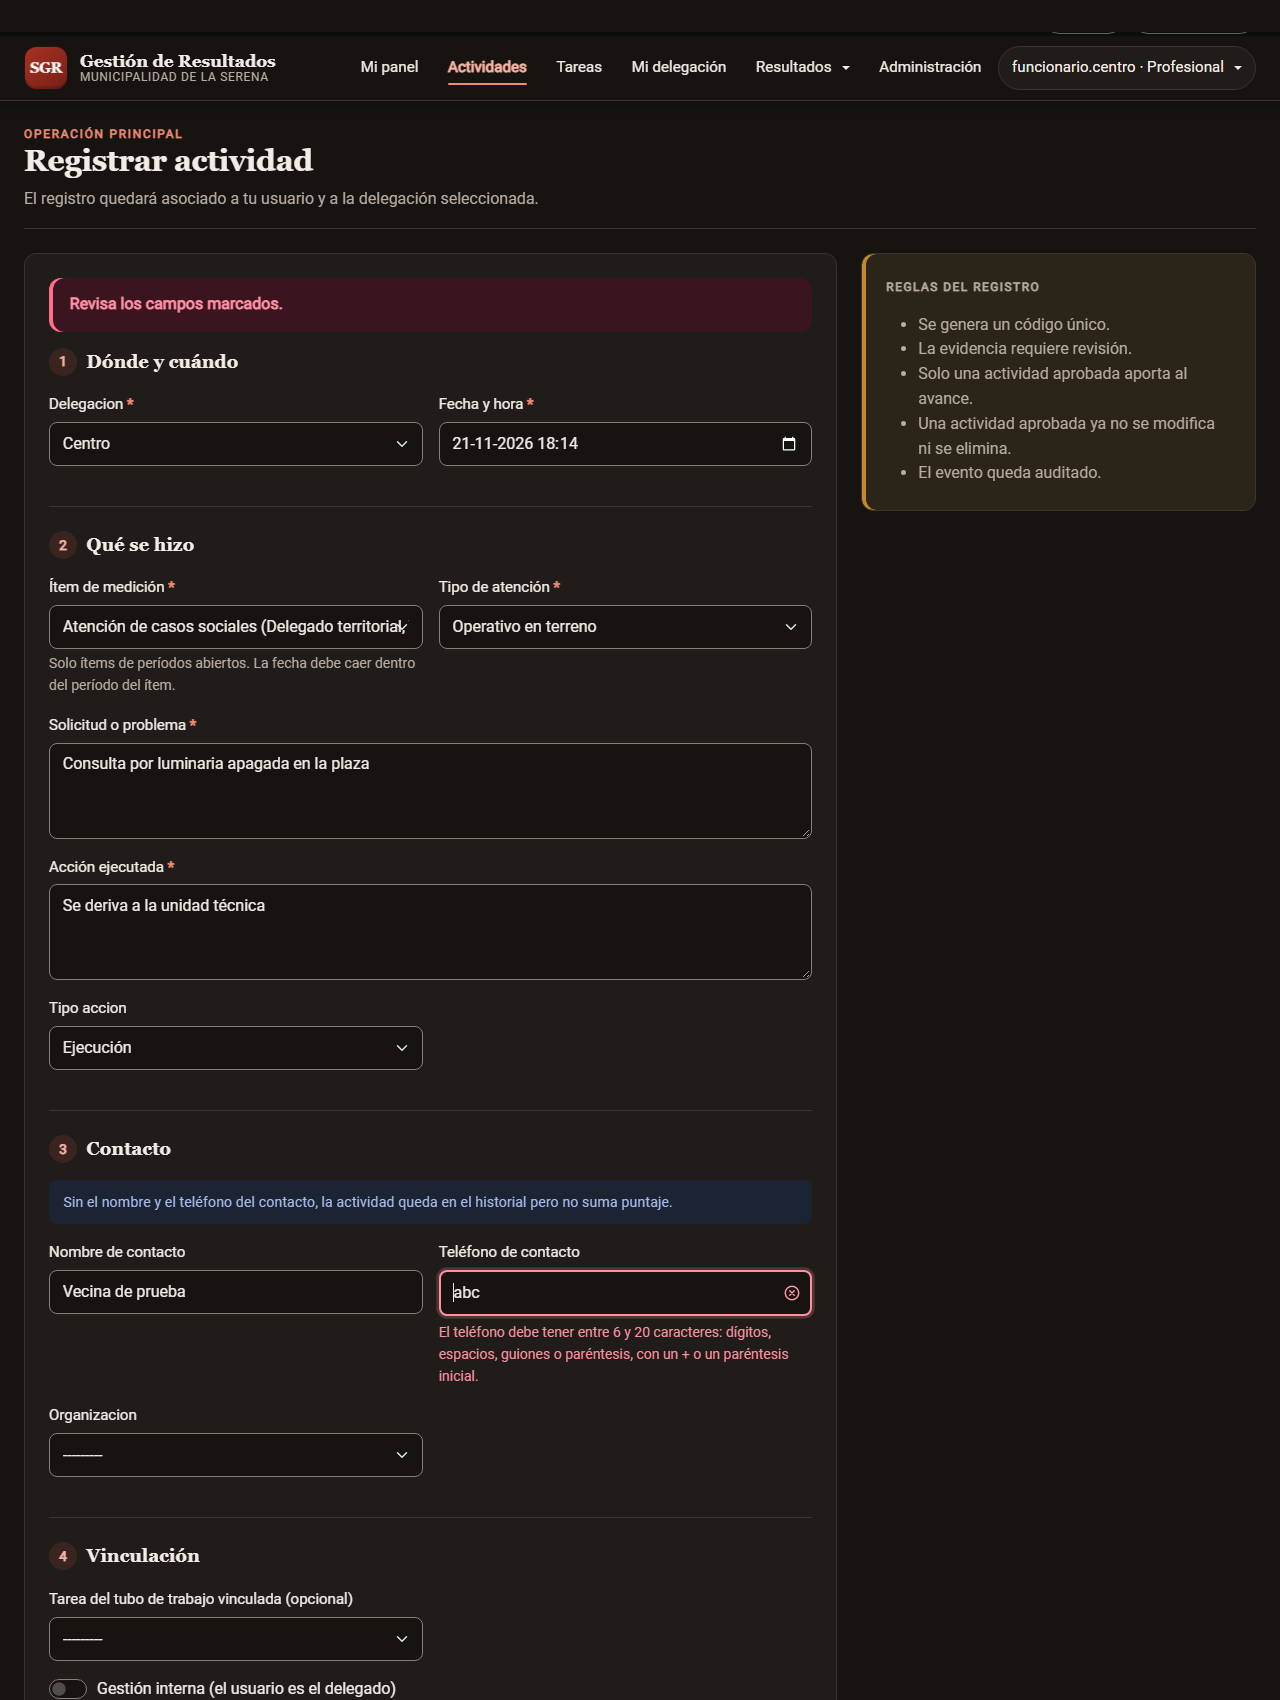 SGR
Gestión de Resultados
MUNICIPALIDAD DE LA SERENA
Mi panel
Actividades
Tareas
Mi delegación
Resultados
Administración
funcionario.centro · Profesional
OPERACIÓN PRINCIPAL
Registrar actividad
El registro quedará asociado a tu usuario y a la delegación seleccionada.
Revisa los campos marcados.
1 Dónde y cuándo
Delegacion *
Centro
Fecha y hora *
21-11-2026 18:14
2 Qué se hizo
Ítem de medición *
Atención de casos sociales (Delegado territorial,
Solo ítems de períodos abiertos. La fecha debe caer dentro
del período del ítem.
Tipo de atención *
Operativo en terreno
Solicitud o problema *
Consulta por luminaria apagada en la plaza
Acción ejecutada *
Se deriva a la unidad técnica
Tipo accion
Ejecución
3 Contacto
Sin el nombre y el teléfono del contacto, la actividad queda en el historial pero no suma puntaje.
Nombre de contacto
Vecina de prueba
Teléfono de contacto
abc
El teléfono debe tener entre 6 y 20 caracteres: dígitos,
espacios, guiones o paréntesis, con un + o un paréntesis
inicial.
Organizacion
---------
4 Vinculación
Tarea del tubo de trabajo vinculada (opcional)
---------
Gestión interna (el usuario es el delegado)
REGLAS DEL REGISTRO
• Se genera un código único.
• La evidencia requiere revisión.
• Solo una actividad aprobada aporta al
avance.
• Una actividad aprobada ya no se modifica
ni se elimina.
• El evento queda auditado.